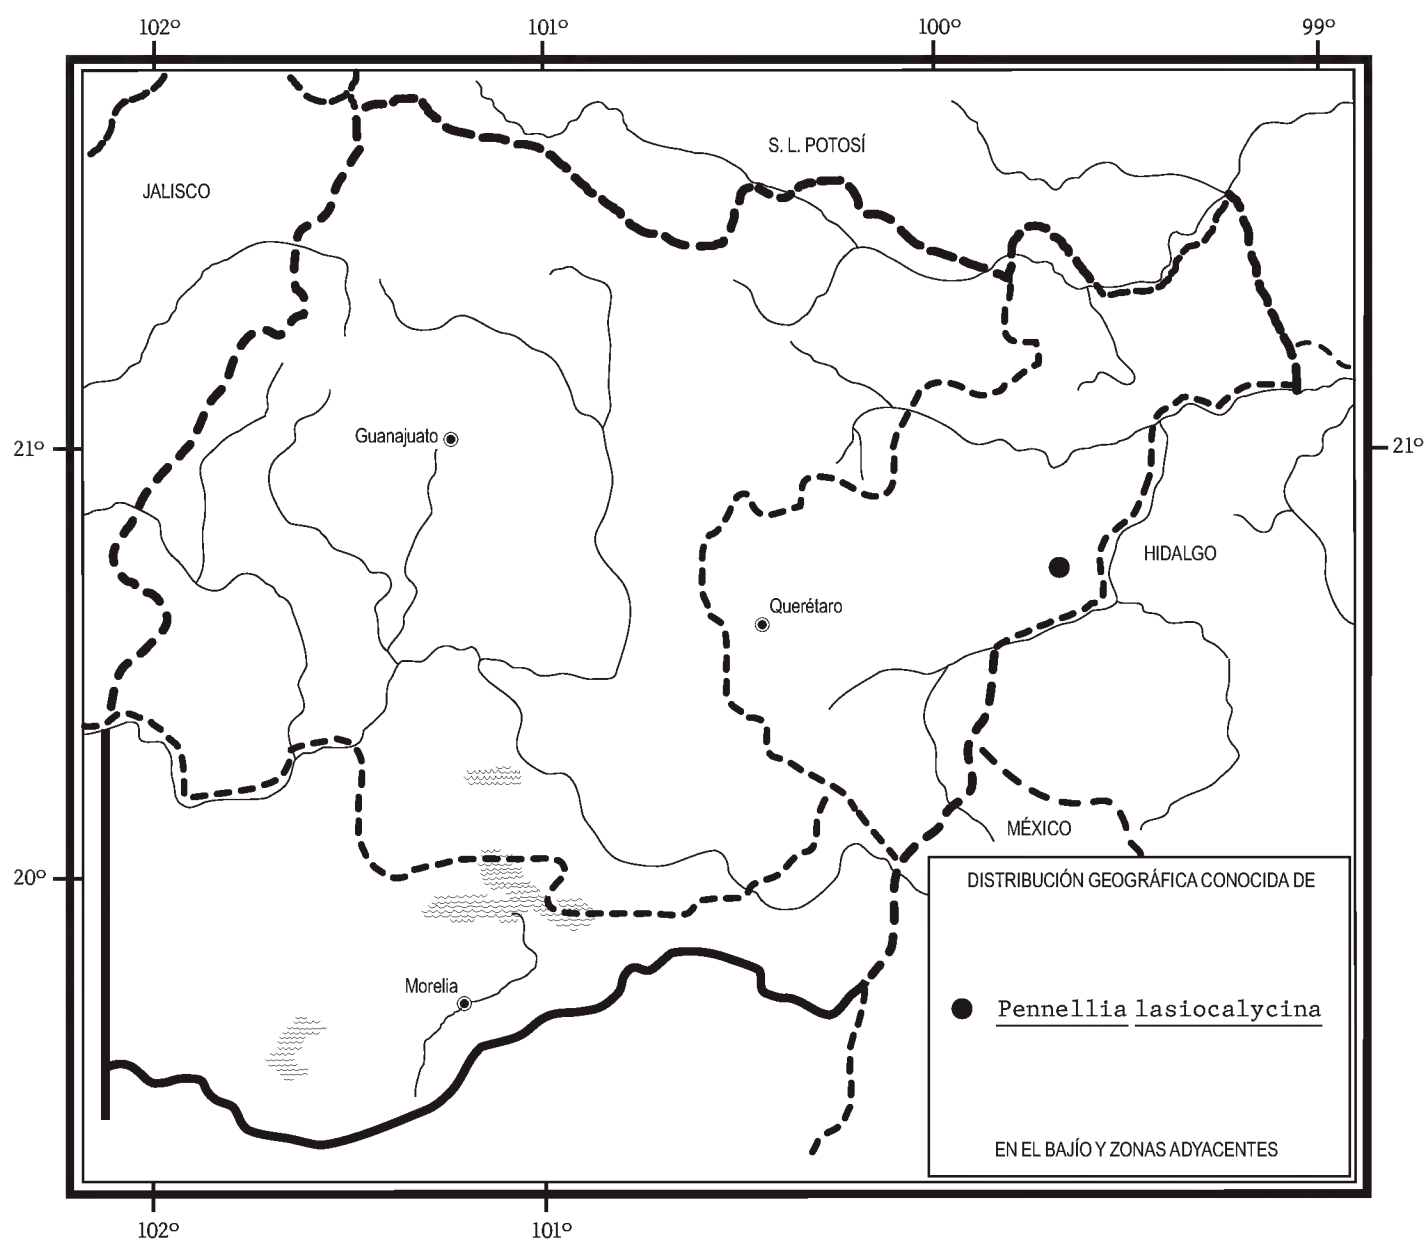 102º 101º 100º 99º
S. L. POTOSÍ
JALISCO
Guanajuato
21º 21º
HIDALGO
Querétaro
MÉXICO
20º
DISTRIBUCIÓN GEOGRÁFICA CONOCIDA DE
Morelia
Pennellia lasiocalycina
EN EL BAJÍO Y ZONAS ADYACENTES
102º 101º